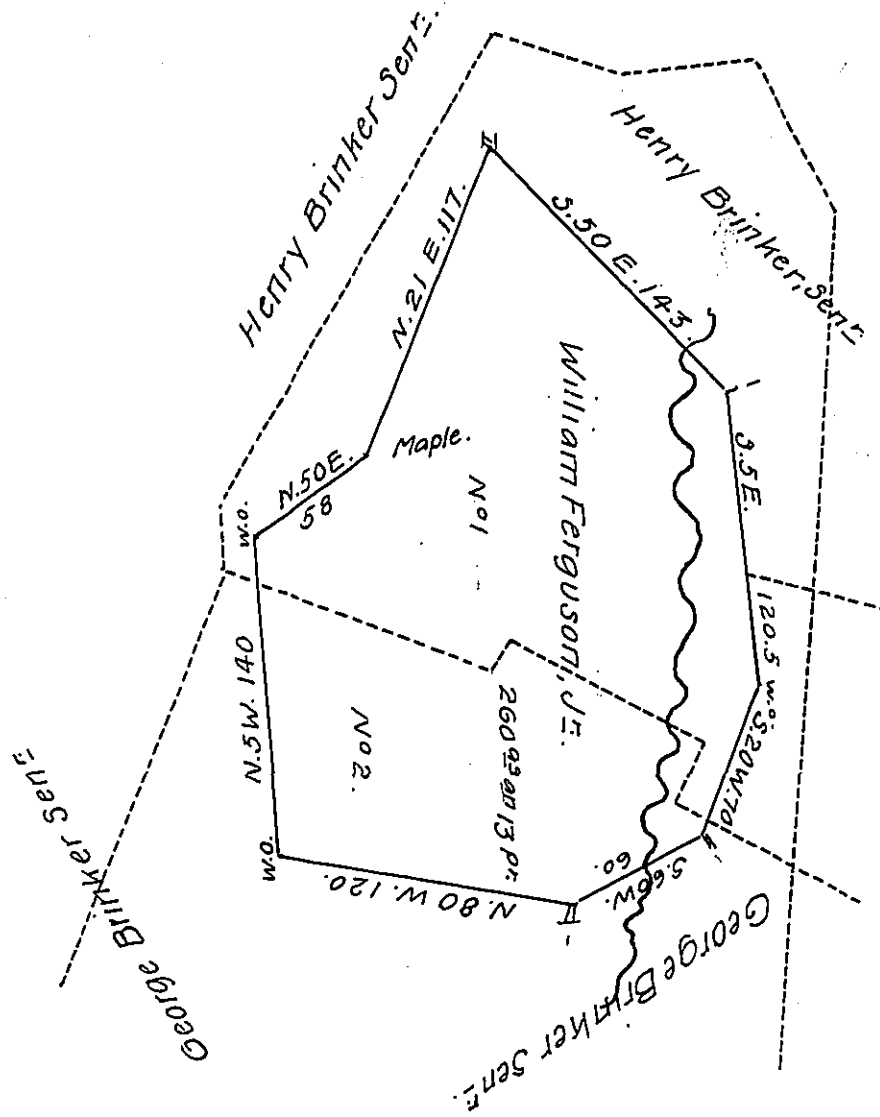 Henry Brinker Senr.
Henry Brinker, Senr.
N. 21 E. 117.
S. 50 E. 143.
William Ferguson, Jr.
Maple.
N.50E.
58
W.O.
No1
S.5E.
120.5
w.o.
S.20W.70
N.5W. 140
No2.
260 as an 13 pr.
W.O.
N. 80 W. 120.
S.60W.
60.
George Brinker Senr.
George Brinker Senr.